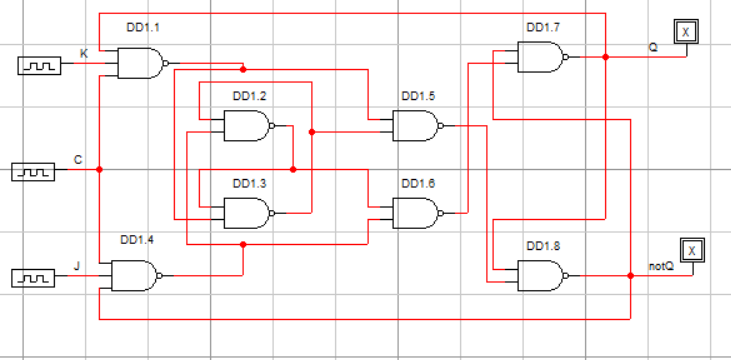 DD1.1
DD1.7
K
Q
X
DD1.2
DD1.5
C
DD1.3
DD1.6
DD1.4
DD1.8
J
notQ
X